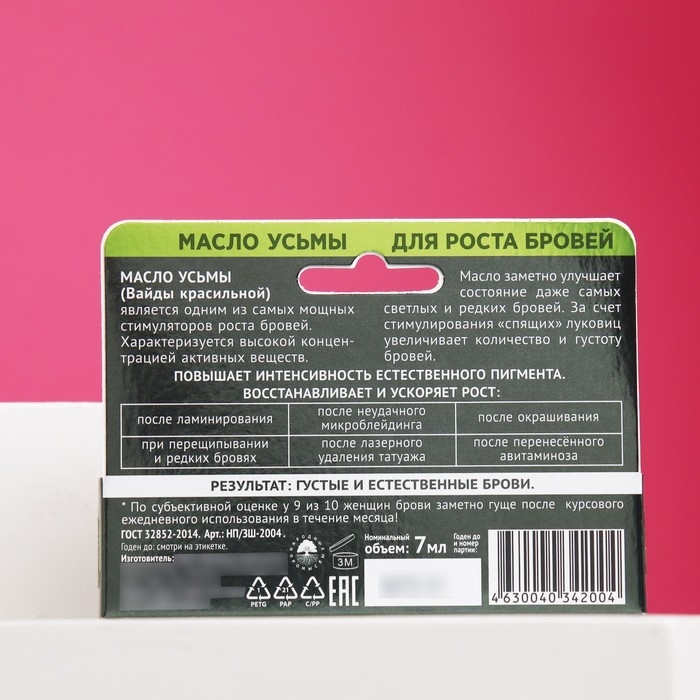 МАСЛО УСЬМЫ ДЛЯ РОСТА БРОВЕЙ
МАСЛО УСЬМЫ
(Вайды красильной)
является одним из самых мощных
стимуляторов роста бровей.
Характеризуется высокой концен-
трацией активных веществ.
Масло заметно улучшает
состояние даже самых
светлых и редких бровей. За счет
стимулирования «спящих» луковиц
увеличивает количество и густоту
бровей.
ПОВЫШАЕТ ИНТЕНСИВНОСТЬ ЕСТЕСТВЕННОГО ПИГМЕНТА.
ВОССТАНАВЛИВАЕТ И УСКОРЯЕТ РОСТ:
после ламинирования
после неудачного
микроблейдинга
после окрашивания
при перещипывании
и редких бровях
после лазерного
удаления татуажа
после перенесённого
авитаминоза
РЕЗУЛЬТАТ: ГУСТЫЕ И ЕСТЕСТВЕННЫЕ БРОВИ.
* По субъективной оценке у 9 из 10 женщин брови заметно гуще после курсового
ежедневного использования в течение месяца!
ГОСТ 32852-2014. Арт.: НП/ЗШ-2004.
Годен до: смотри на этикетке.
Изготовитель:
1 PETG
21 PAP
C/PP
EAC
3М
Номинальный
объем: 7 мл
Годен до
и номер
партии:
4 630040 342004